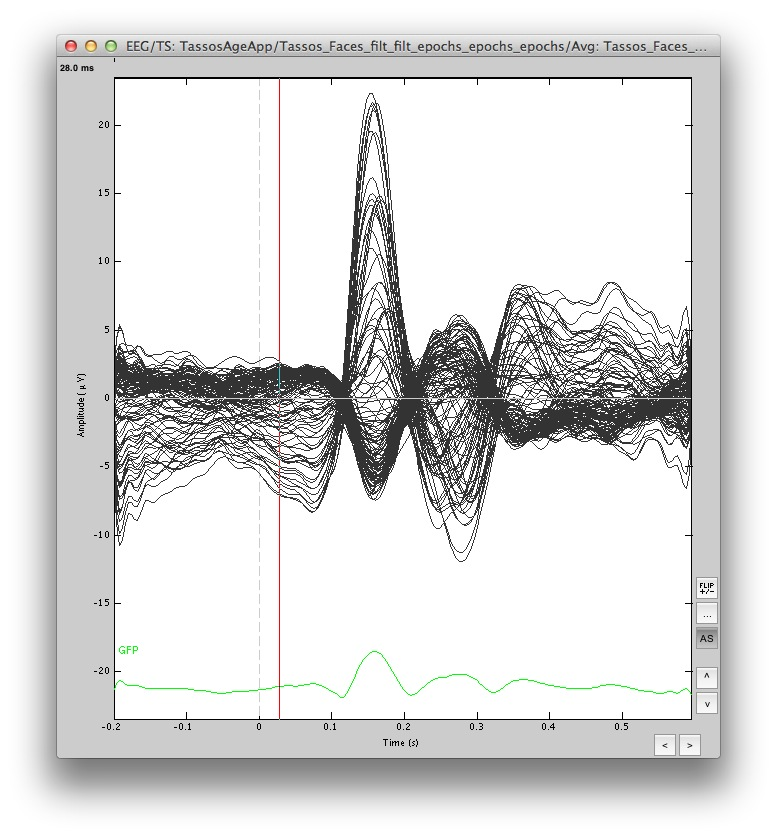 EEG/TS: TassosAgeApp/Tassos_Faces_filt_filt_epochs_epochs_epochs/Avg: Tassos_Faces_...
28.0 ms
20
15
10
5
0
-5
-10
-15
-20
Amplitude ( μV)
GFP
FLIP
+/-
...
AS
^
v
-0.2 -0.1 0 0.1 0.2 0.3 0.4 0.5
Time (s)
< >